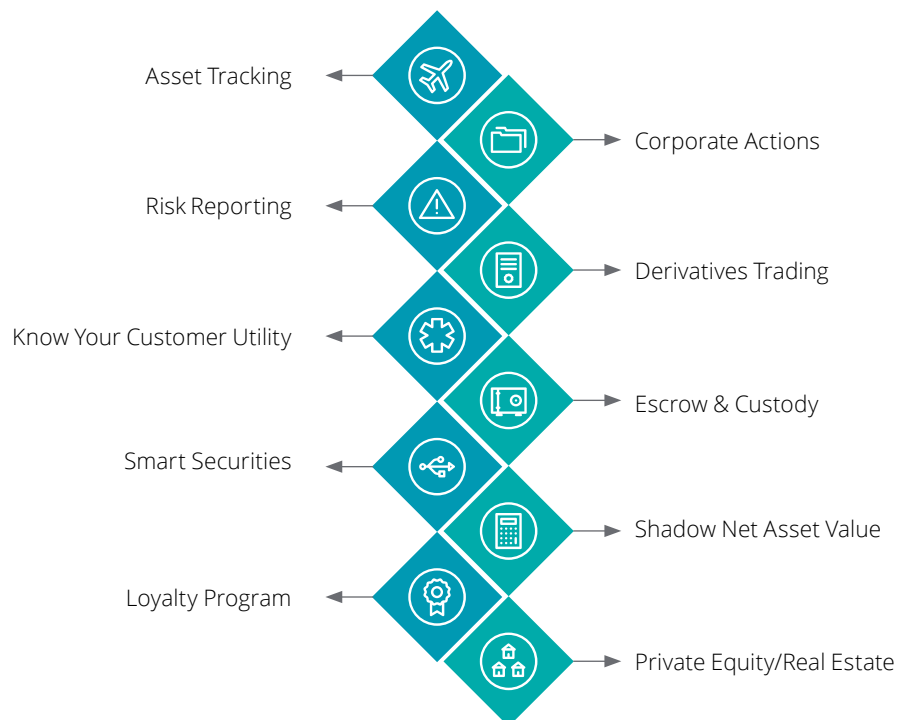 Asset Tracking
Corporate Actions
Risk Reporting
Derivatives Trading
Know Your Customer Utility
Escrow & Custody
Smart Securities
Shadow Net Asset Value
Loyalty Program
Private Equity/Real Estate